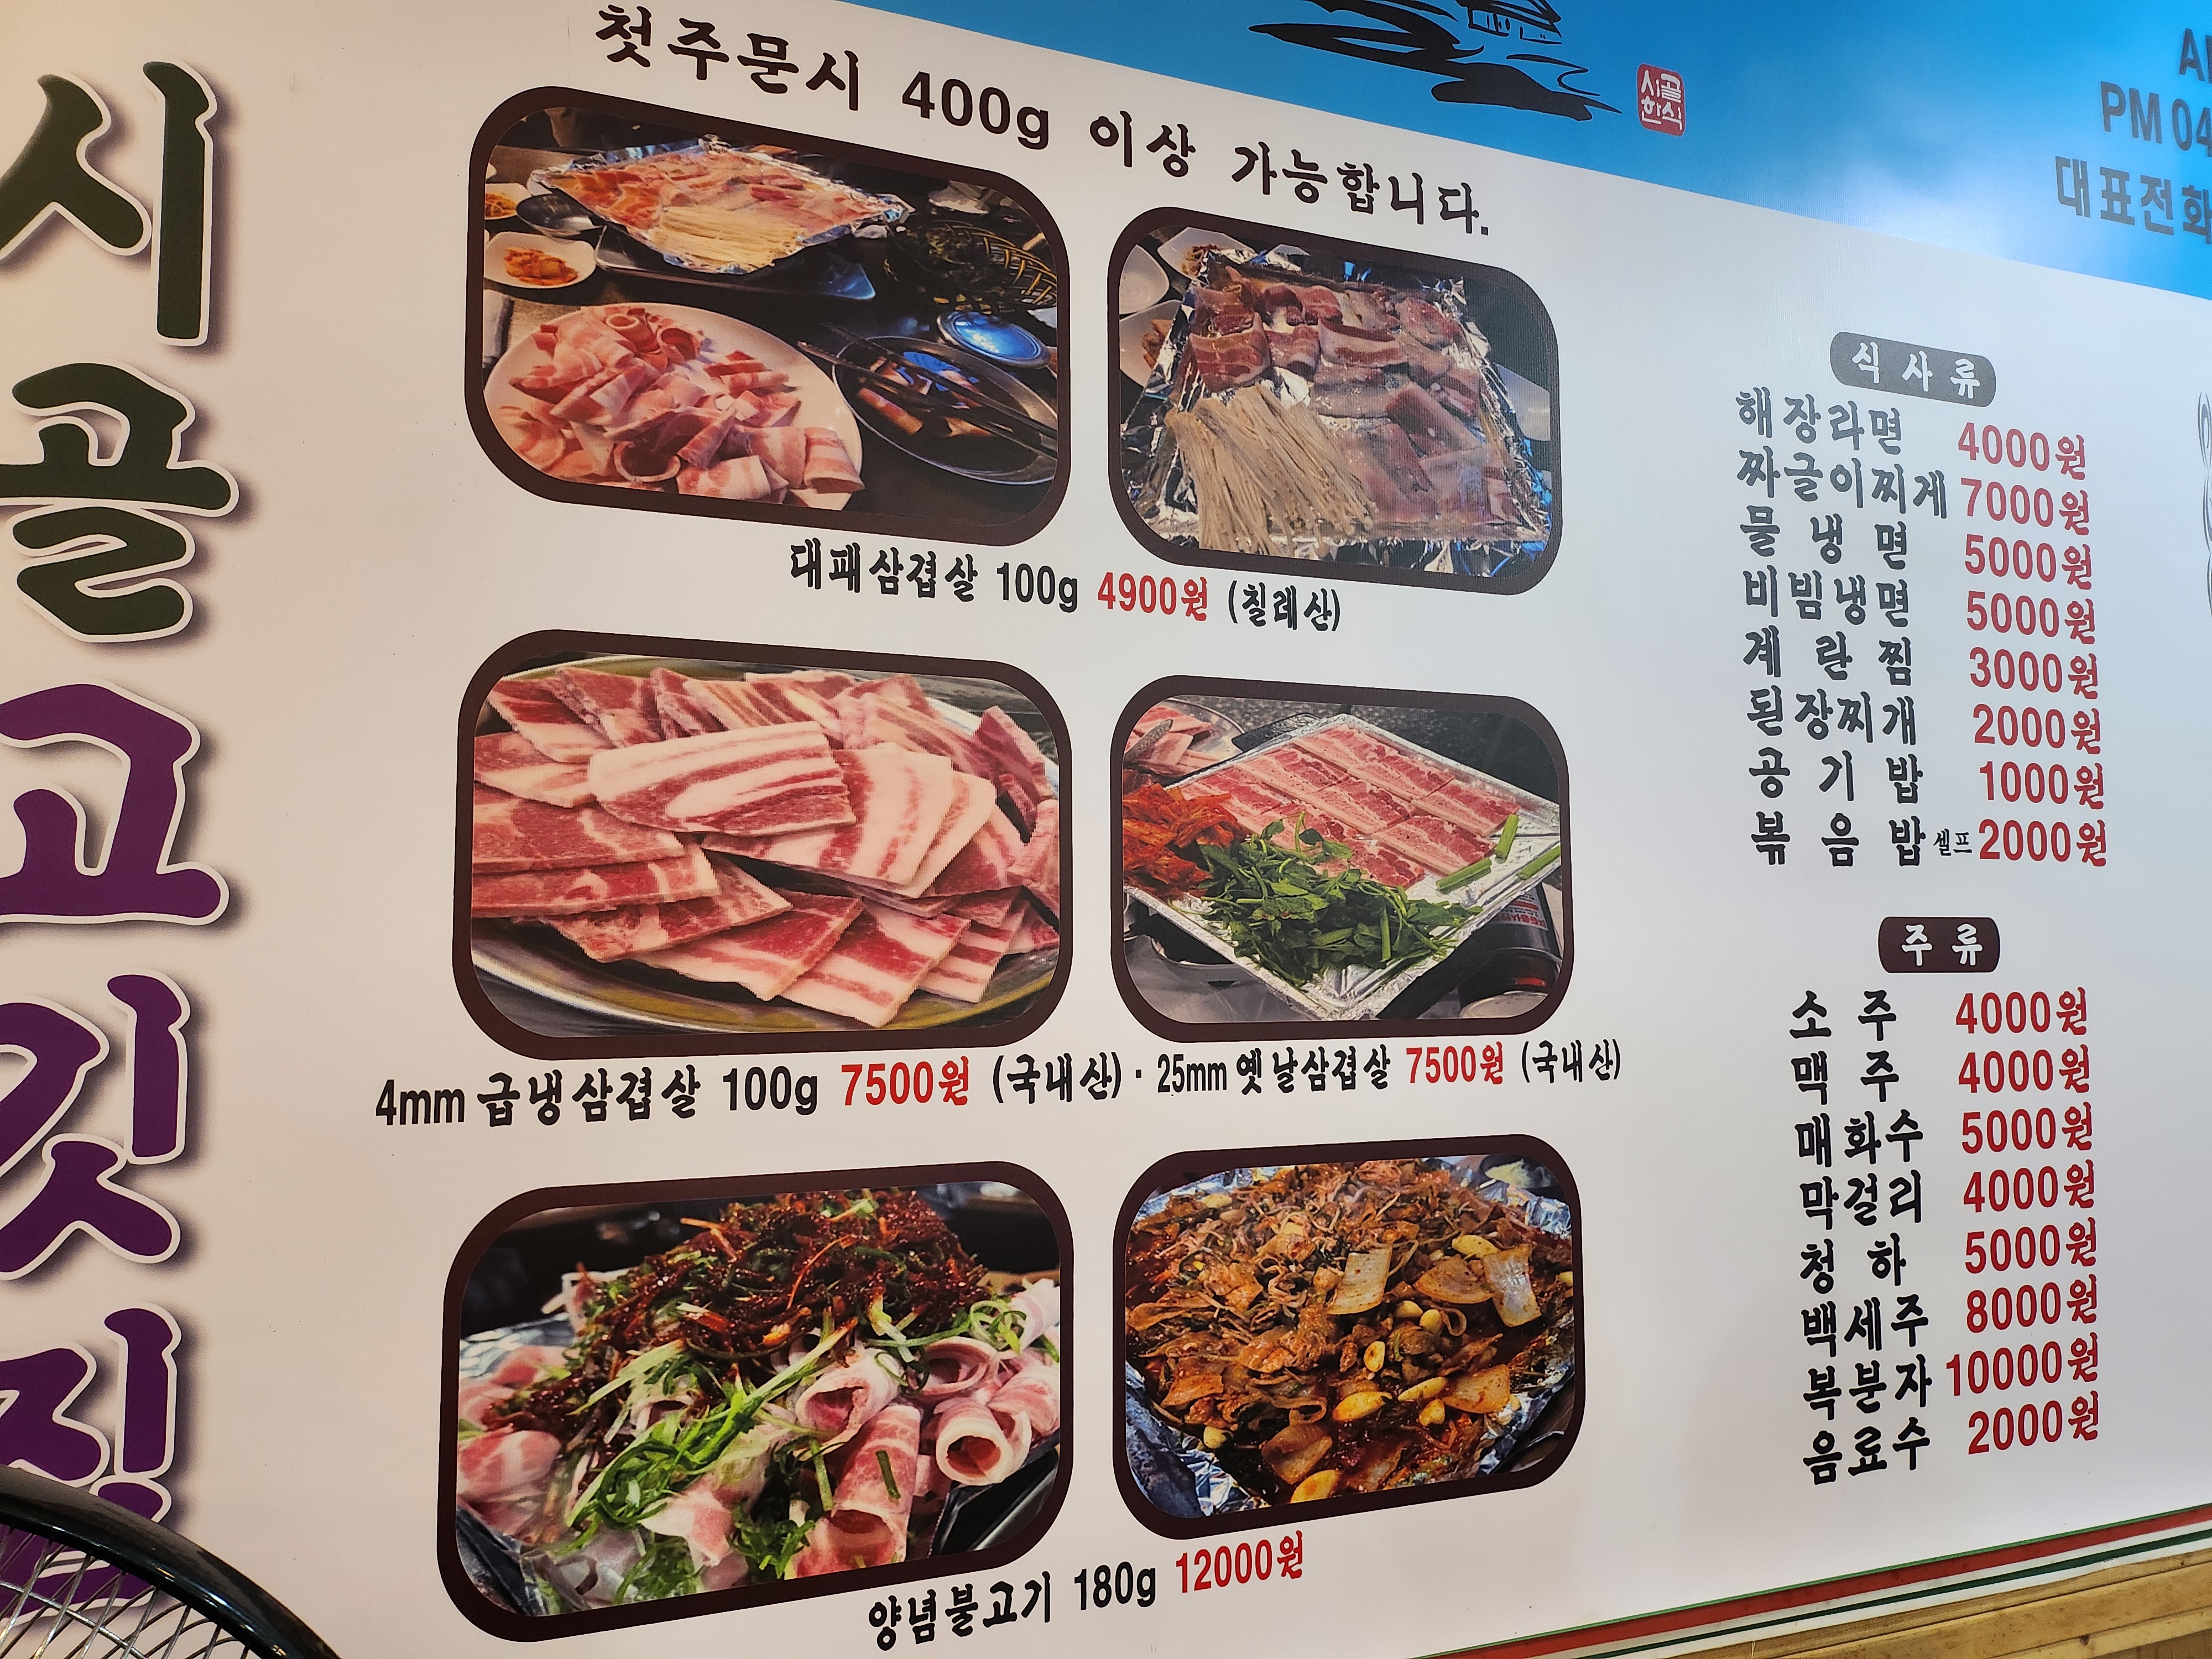 시골고깃집
첫주문시 400g 이상 가능합니다.
시골
한식
PM 04
대표전화
대패삼겹살 100g 4900원 (칠레산)
4mm 급냉삼겹살 100g 7500원 (국내산) · 25mm 옛날삼겹살 7500원 (국내산)
양념불고기 180g 12000원
식사류
해장라면 4000원
짜글이찌게 7000원
물냉면 5000원
비빔냉면 5000원
계란찜 3000원
된장찌개 2000원
공기밥 1000원
볶음밥 셀프 2000원
주류
소주 4000원
맥주 4000원
매화수 5000원
막걸리 4000원
청하 5000원
백세주 8000원
복분자 10000원
음료수 2000원